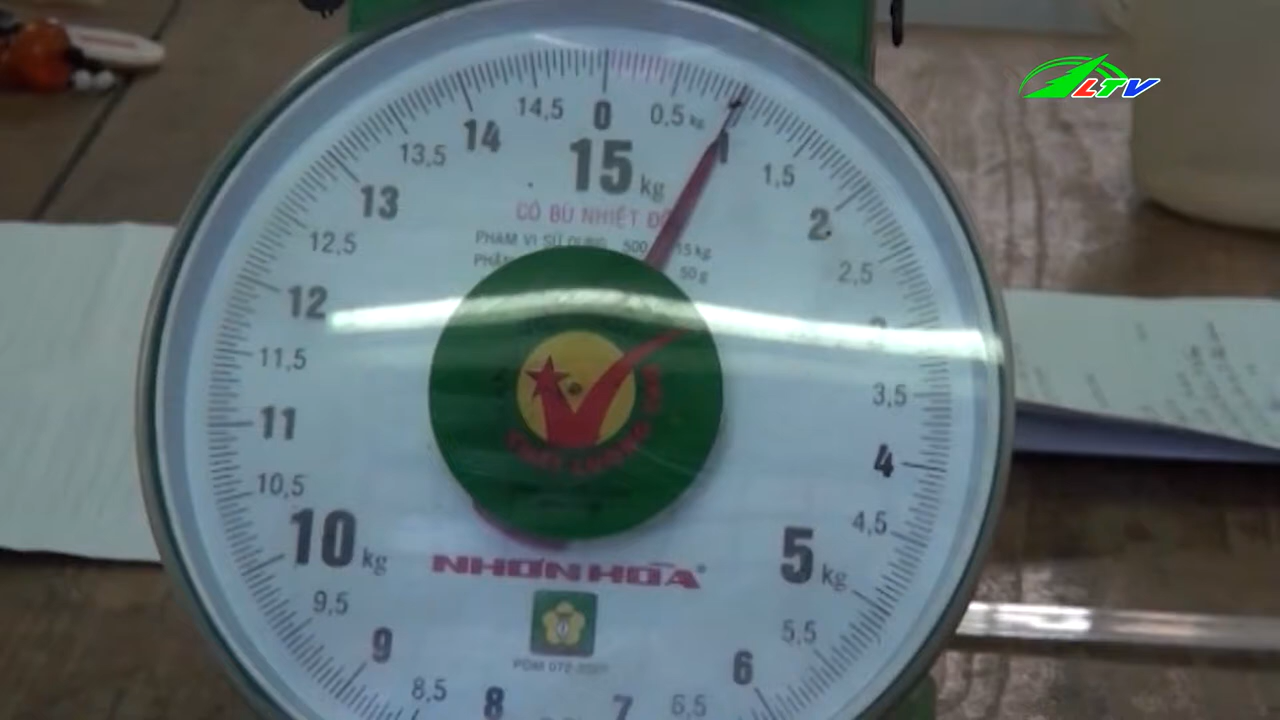 LTV
0
0,5 kg
1
1,5
2
2,5
3,5
4
4,5
5 kg
5,5
6
6,5
7
8
8,5
9
9,5
10 kg
10,5
11
11,5
12
12,5
13
13,5
14
14,5
15 kg
CÓ BÙ NHIỆT ĐỘ
PHẠM VI SỬ DỤNG 500 15 kg
50 g
CHẤT LƯỢNG CAO
NHƠN HÒA®